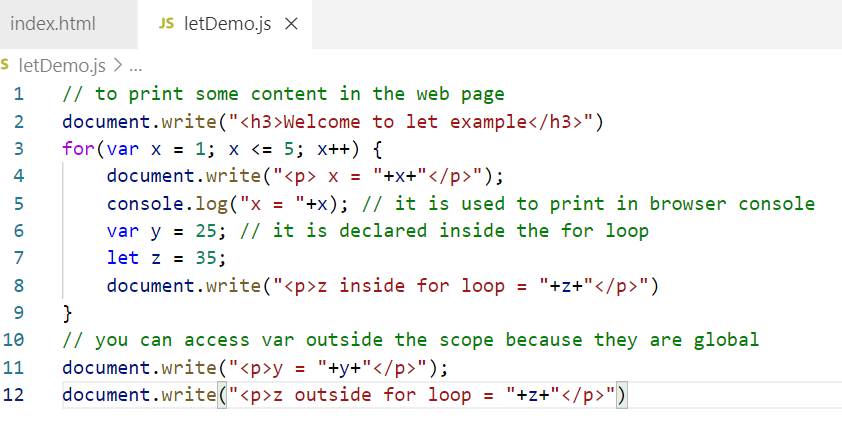 index.html JS letDemo.js ×
S letDemo.js > ...
1 // to print some content in the web page
2 document.write("<h3>Welcome to let example</h3>")
3 for(var x = 1; x <= 5; x++) {
4     document.write("<p> x = "+x+"</p>");
5     console.log("x = "+x); // it is used to print in browser console
6     var y = 25; // it is declared inside the for loop
7     let z = 35;
8     document.write("<p>z inside for loop = "+z+"</p>")
9 }
10 // you can access var outside the scope because they are global
11 document.write("<p>y = "+y+"</p>");
12 document.write("<p>z outside for loop = "+z+"</p>")